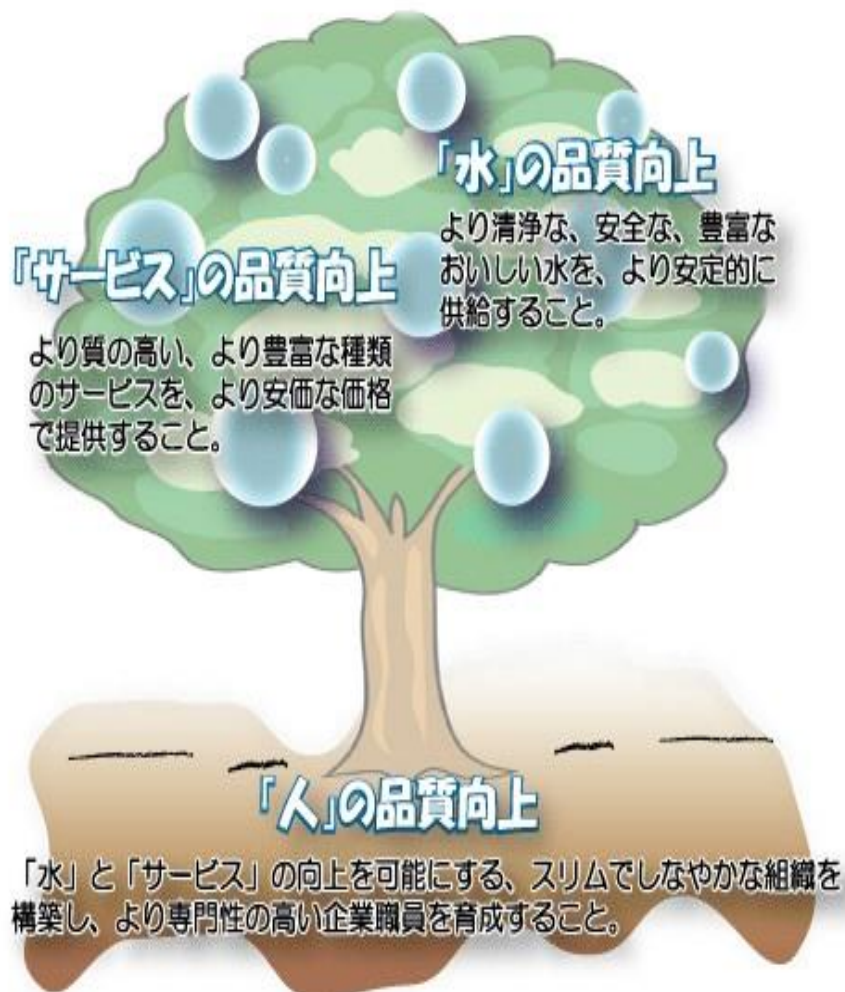 「水」の品質向上
より清浄な、安全な、豊富な
おいしい水を、より安定的に
供給すること。
「サービス」の品質向上
より質の高い、より豊富な種類
のサービスを、より安価な価格
で提供すること。
「人」の品質向上
「水」と「サービス」の向上を可能にする、スリムでしなやかな組織を
構築し、より専門性の高い企業職員を育成すること。